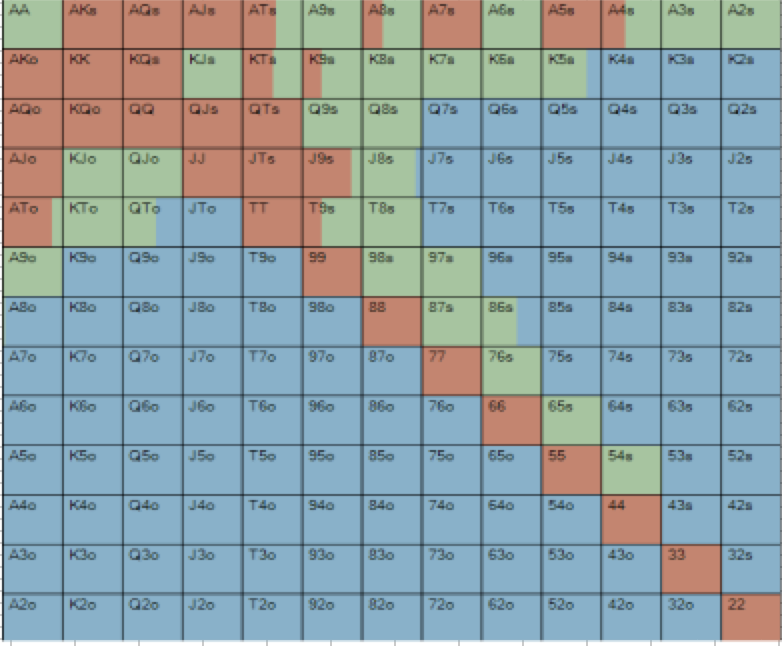 AA AKs AQs AJs ATs A9s A8s A7s A6s A5s A4s A3s A2s
AKo KK KQs KJs KTs K9s K8s K7s K6s K5s K4s K3s K2s
AQo KQo QQ QJs QTs Q9s Q8s Q7s Q6s Q5s Q4s Q3s Q2s
AJo KJo QJo JJ JTs J9s J8s J7s J6s J5s J4s J3s J2s
ATo KTo QTo JTo TT T9s T8s T7s T6s T5s T4s T3s T2s
A9o K9o Q9o J9o T9o 99 98s 97s 96s 95s 94s 93s 92s
A8o K8o Q8o J8o T8o 98o 88 87s 86s 85s 84s 83s 82s
A7o K7o Q7o J7o T7o 97o 87o 77 76s 75s 74s 73s 72s
A6o K6o Q6o J6o T6o 96o 86o 76o 66 65s 64s 63s 62s
A5o K5o Q5o J5o T5o 95o 85o 75o 65o 55 54s 53s 52s
A4o K4o Q4o J4o T4o 94o 84o 74o 64o 54o 44 43s 42s
A3o K3o Q3o J3o T3o 93o 83o 73o 63o 53o 43o 33 32s
A2o K2o Q2o J2o T2o 92o 82o 72o 62o 52o 42o 32o 22